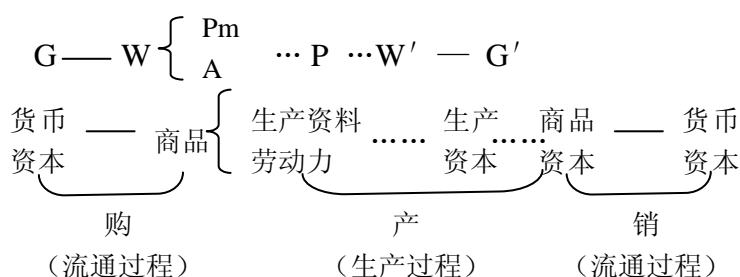 G — W { Pm A … P … W′ — G′
货币资本 — 商品 { 生产资料 劳动力 …… 生产资本 …… 商品资本 — 货币资本
购 产 销
（流通过程） （生产过程） （流通过程）